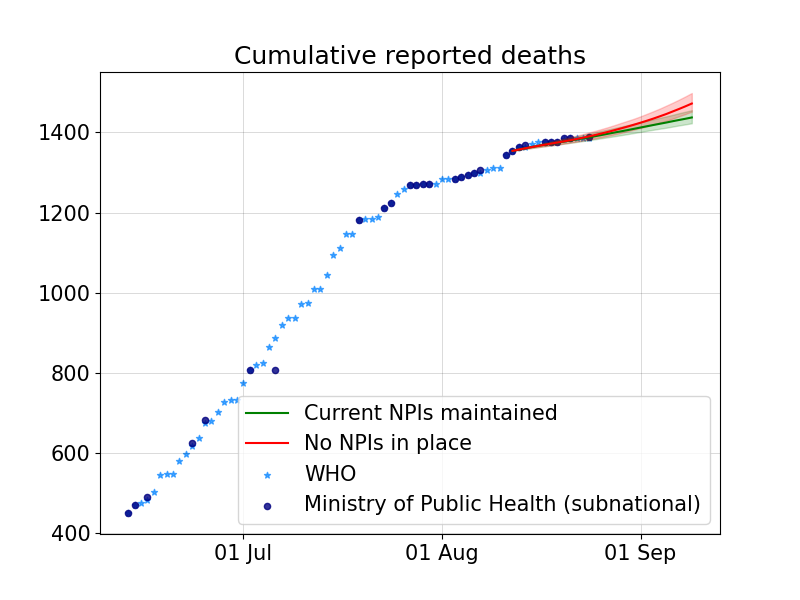 Cumulative reported deaths
1400
1200
1000
800
600
400
Current NPIs maintained
No NPIs in place
WHO
Ministry of Public Health (subnational)
01 Jul
01 Aug
01 Sep